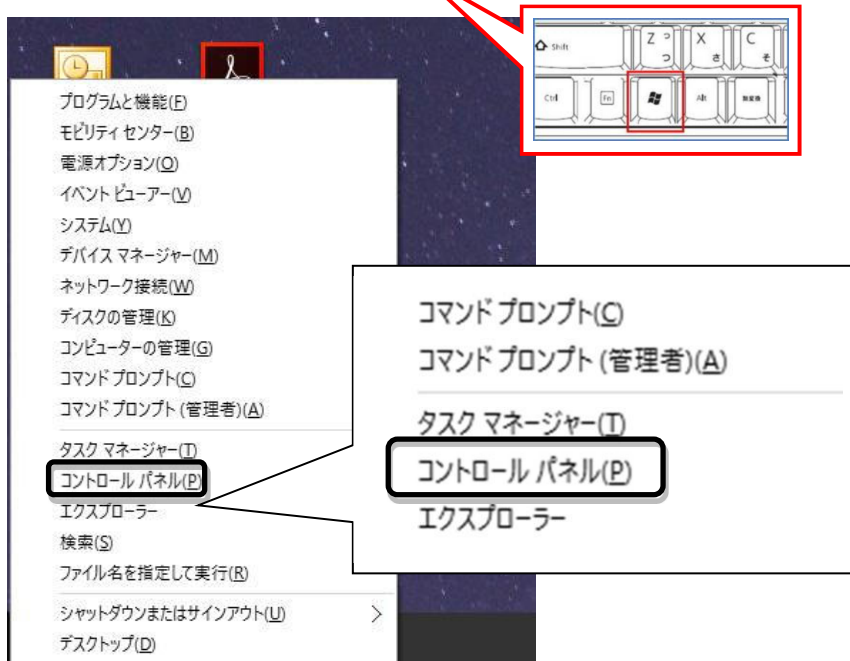 Shift
Z っ
つ
X
さ
C
そ
Ctrl
Fn
Alt
無変換
プログラムと機能(F)
モビリティ センター(B)
電源オプション(O)
イベント ビューアー(V)
システム(Y)
デバイス マネージャー(M)
ネットワーク接続(W)
ディスクの管理(K)
コンピューターの管理(G)
コマンド プロンプト(C)
コマンド プロンプト (管理者)(A)
タスク マネージャー(T)
コントロール パネル(P)
エクスプローラー
検索(S)
ファイル名を指定して実行(R)
シャットダウンまたはサインアウト(U)
デスクトップ(D)
コマンド プロンプト(C)
コマンド プロンプト (管理者)(A)
タスク マネージャー(T)
コントロール パネル(P)
エクスプローラー